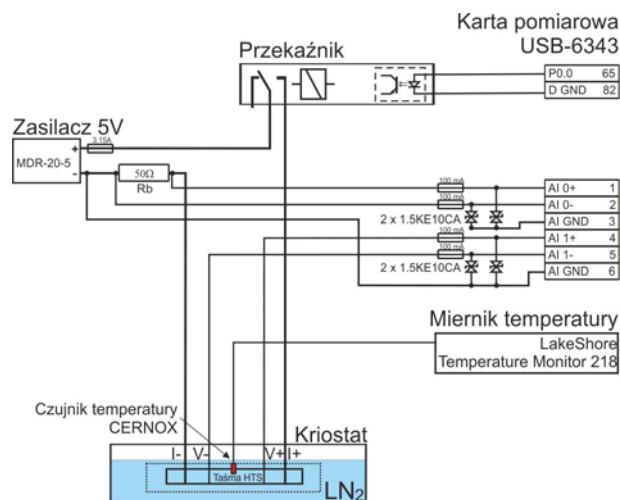 Karta pomiarowa
USB-6343
Przekaźnik
P0.0 65
D GND 82
Zasilacz 5V
3,15A
MDR-20-5
+
-
50Ω
Rb
100 mA
AI 0+ 1
100 mA
AI 0- 2
2 x 1.5KE10CA
AI GND 3
100 mA
AI 1+ 4
100 mA
AI 1- 5
2 x 1.5KE10CA
AI GND 6
Miernik temperatury
LakeShore
Temperature Monitor 218
Czujnik temperatury
CERNOX
Kriostat
I- V- V+ I+
Taśma HTS
LN2